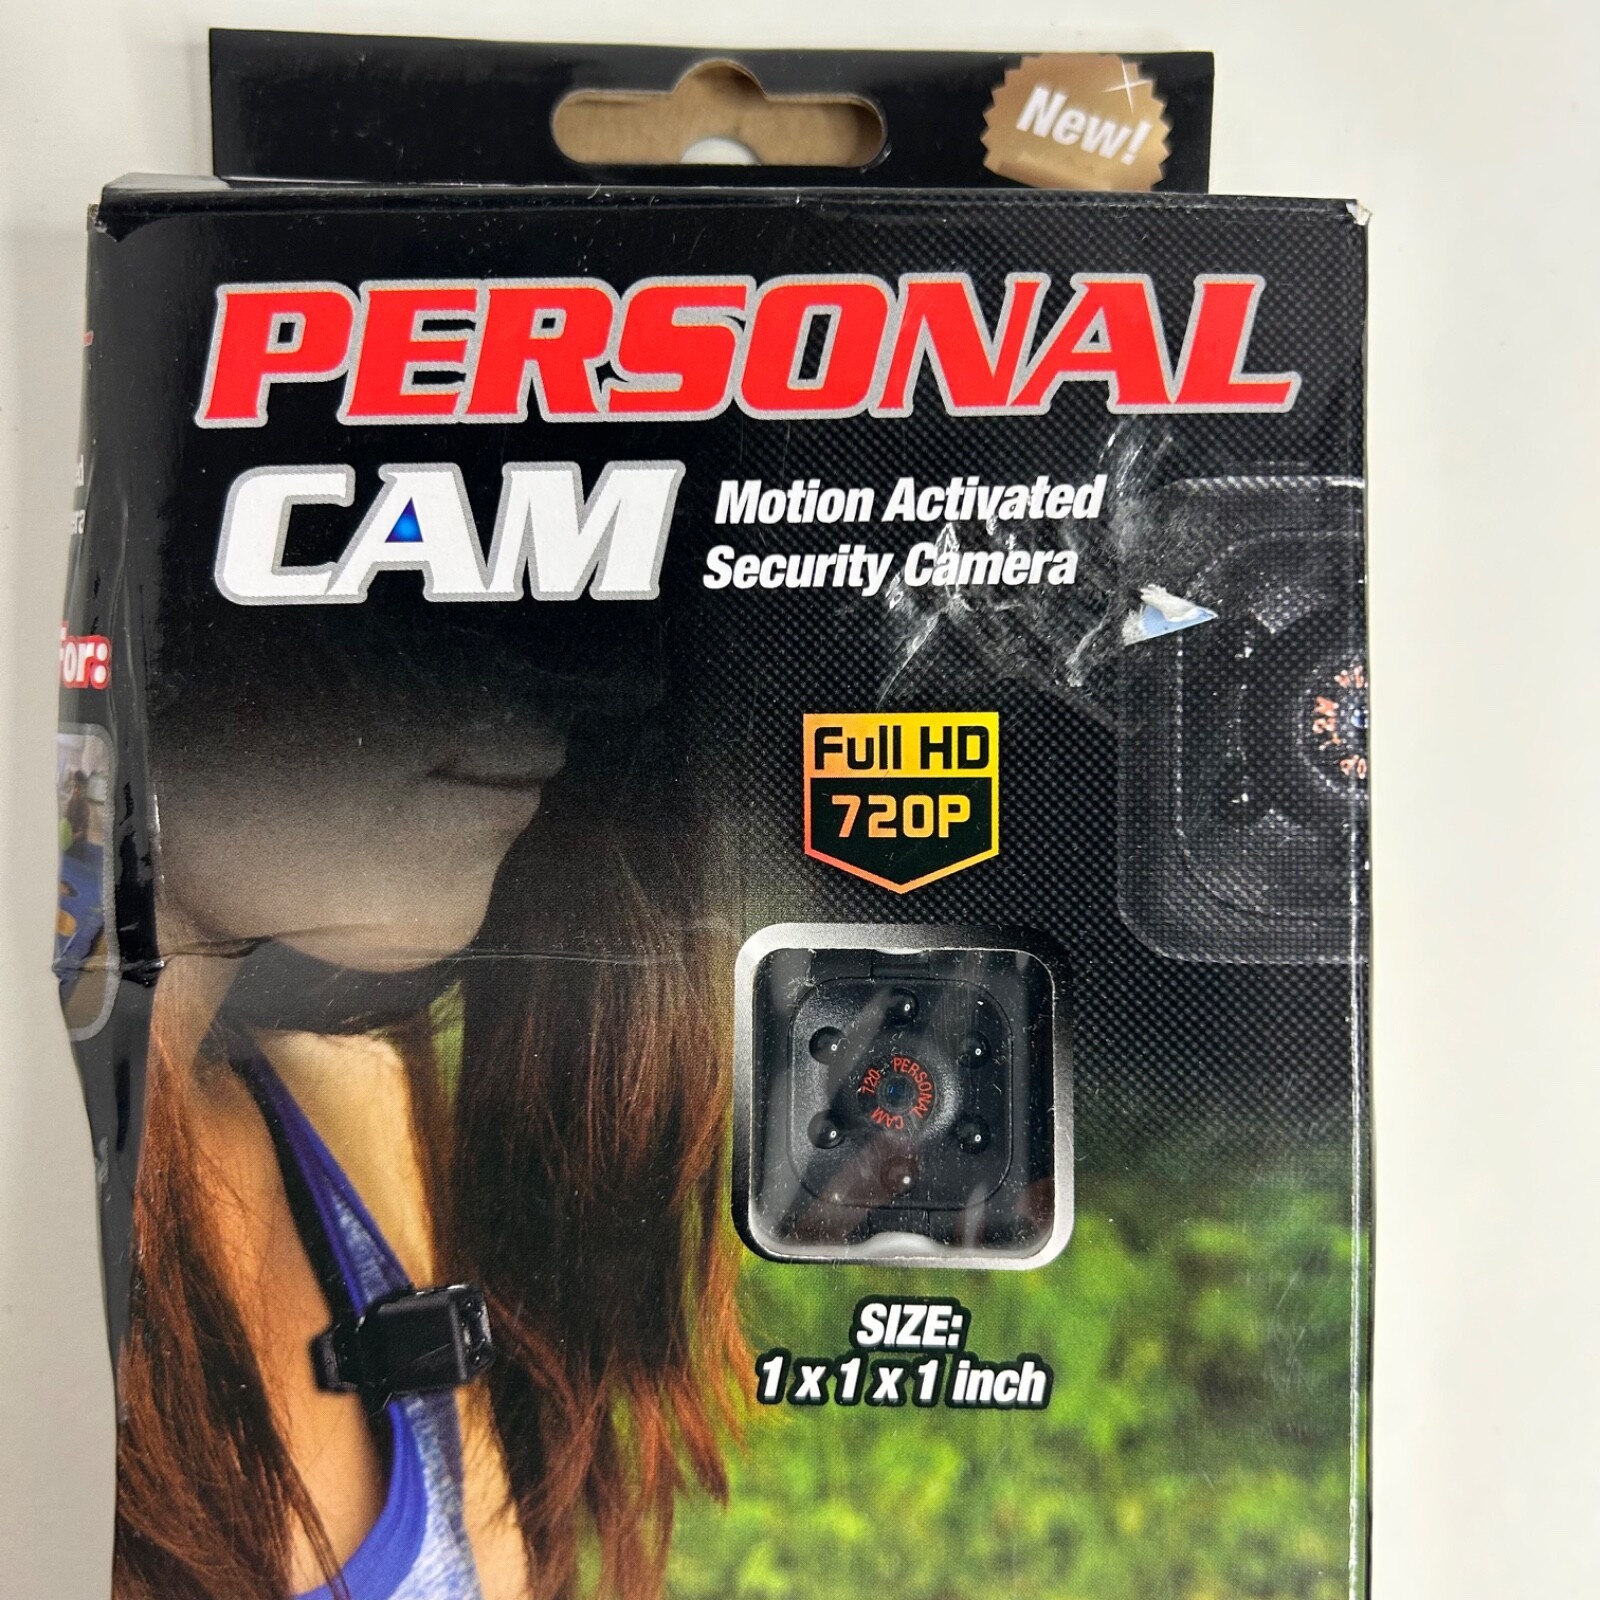 New!
PERSONAL
CAM
Motion Activated
Security Camera
For:
Full HD
720P
720 PERSONAL CAM
SIZE:
1 x 1 x 1 inch